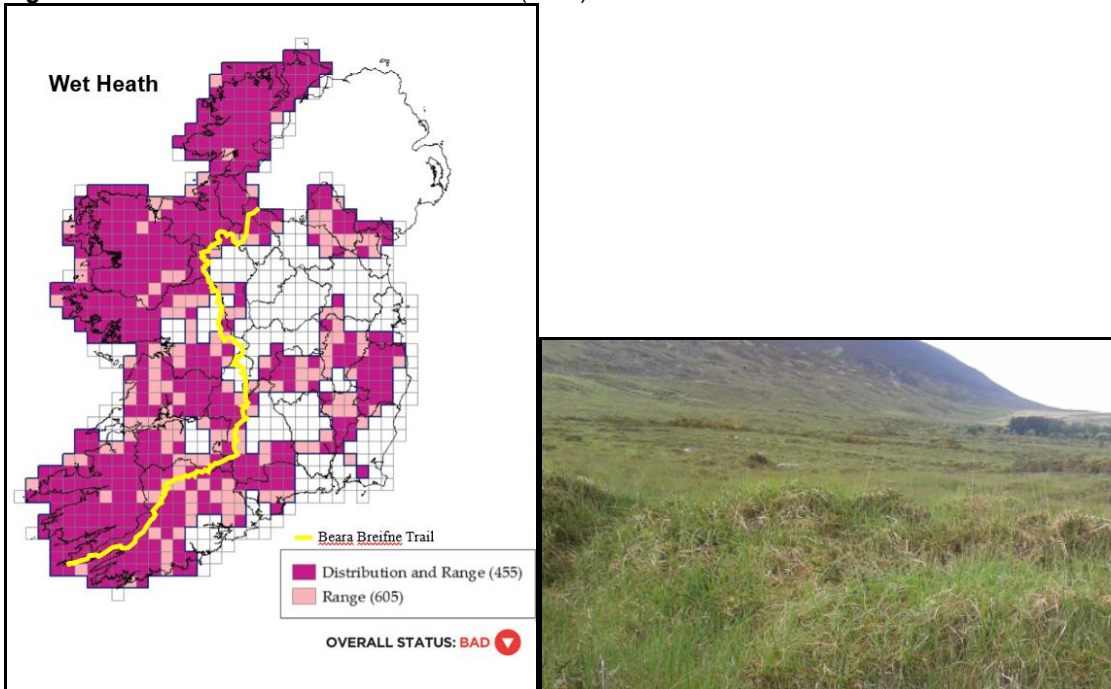 Wet Heath
Beara Breifne Trail
Distribution and Range (455)
Range (605)
OVERALL STATUS: BAD